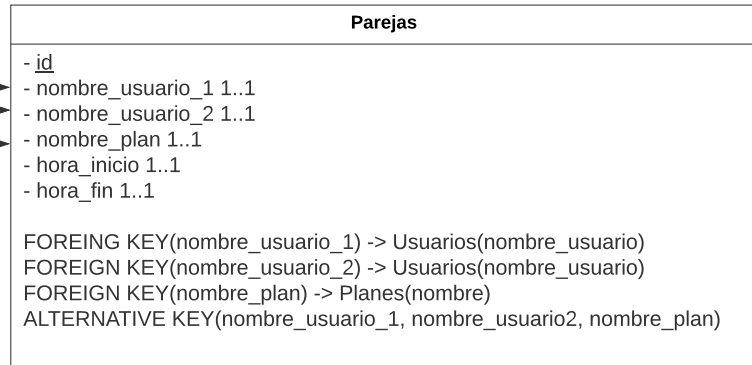 Parejas
- id
- nombre_usuario_1 1..1
- nombre_usuario_2 1..1
- nombre_plan 1..1
- hora_inicio 1..1
- hora_fin 1..1
FOREING KEY(nombre_usuario_1) -> Usuarios(nombre_usuario)
FOREIGN KEY(nombre_usuario_2) -> Usuarios(nombre_usuario)
FOREIGN KEY(nombre_plan) -> Planes(nombre)
ALTERNATIVE KEY(nombre_usuario_1, nombre_usuario2, nombre_plan)